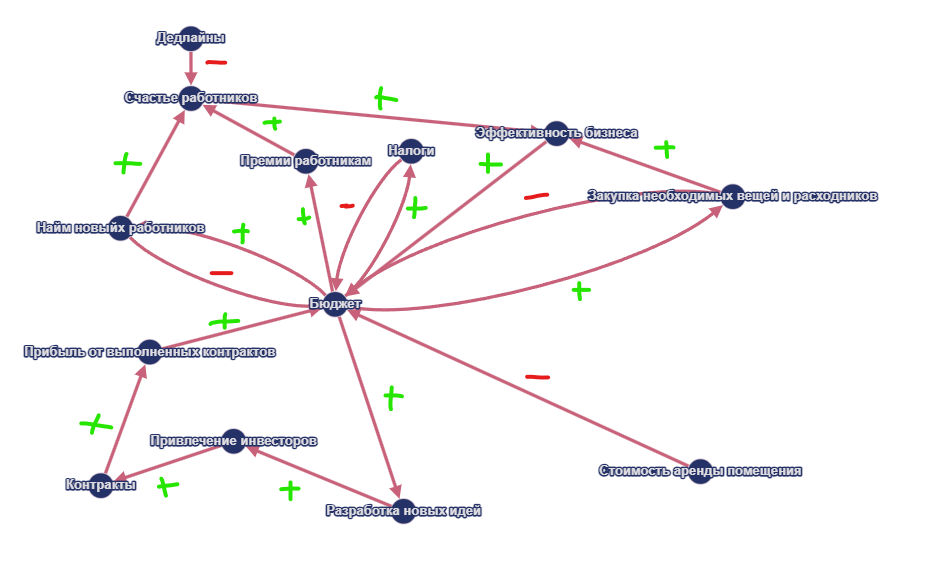 Дедлайны
Счастье работников
Эффективность бизнеса
Налоги
Премии работникам
Закупка необходимых вещей и расходников
Найм новыйх работников
Бюджет
Прибыль от выполненных контрактов
Привлечение инвесторов
Стоимость аренды помещения
Контракты
Разработка новых идей